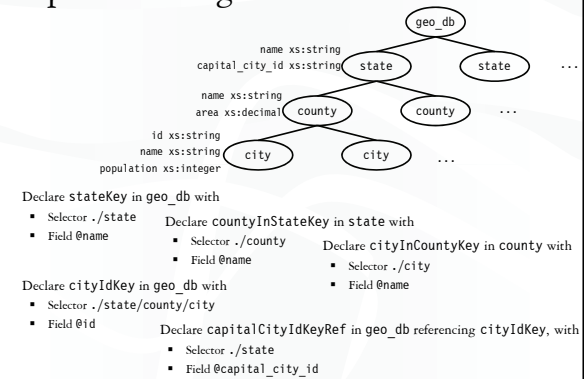 geo_db
name xs:string
capital_city_id xs:string state state ...
name xs:string
area xs:decimal county county ...
id xs:string
name xs:string city city ...
population xs:integer
Declare stateKey in geo_db with
▪ Selector ./state
▪ Field @name
Declare countyInStateKey in state with
▪ Selector ./county
▪ Field @name
Declare cityInCountyKey in county with
▪ Selector ./city
▪ Field @name
Declare cityIdKey in geo_db with
▪ Selector ./state/county/city
▪ Field @id
Declare capitalCityIdKeyRef in geo_db referencing cityIdKey, with
▪ Selector ./state
▪ Field @capital_city_id